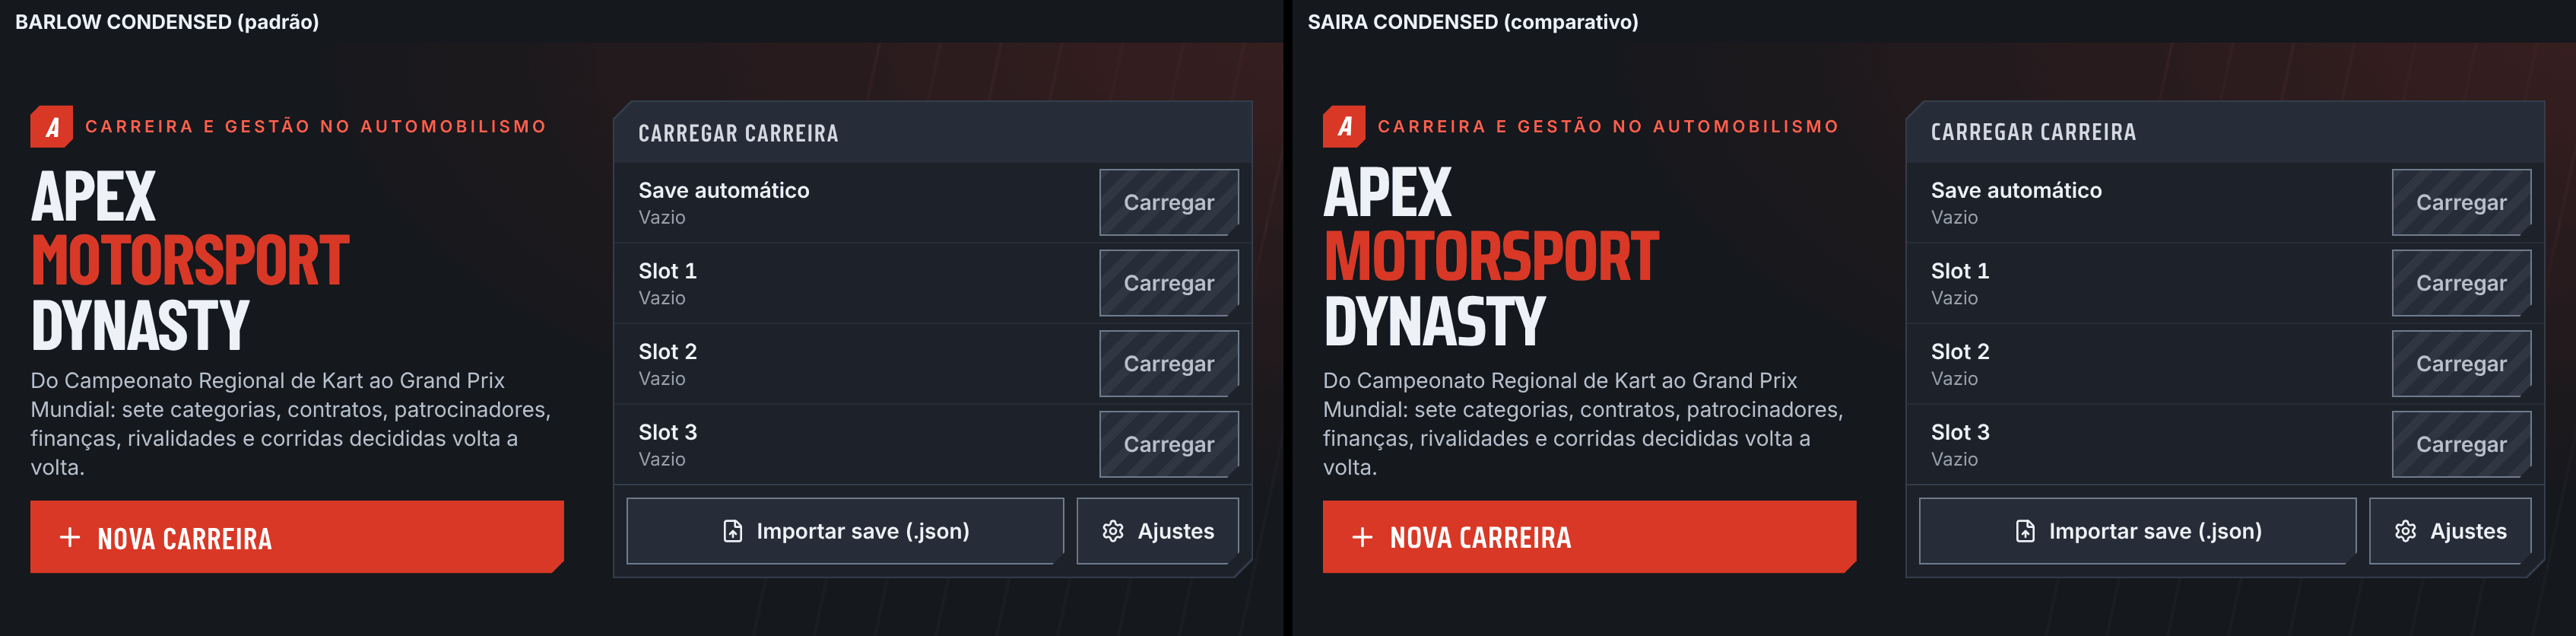 BARLOW CONDENSED (padrão)
A CARREIRA E GESTÃO NO AUTOMOBILISMO
APEX
MOTORSPORT
DYNASTY
Do Campeonato Regional de Kart ao Grand Prix
Mundial: sete categorias, contratos, patrocinadores,
finanças, rivalidades e corridas decididas volta a
volta.
+ NOVA CARREIRA
CARREGAR CARREIRA
Save automático
Vazio
Carregar
Slot 1
Vazio
Carregar
Slot 2
Vazio
Carregar
Slot 3
Vazio
Carregar
Importar save (.json)
Ajustes
SAIRA CONDENSED (comparativo)
A CARREIRA E GESTÃO NO AUTOMOBILISMO
APEX
MOTORSPORT
DYNASTY
Do Campeonato Regional de Kart ao Grand Prix
Mundial: sete categorias, contratos, patrocinadores,
finanças, rivalidades e corridas decididas volta a
volta.
+ NOVA CARREIRA
CARREGAR CARREIRA
Save automático
Vazio
Carregar
Slot 1
Vazio
Carregar
Slot 2
Vazio
Carregar
Slot 3
Vazio
Carregar
Importar save (.json)
Ajustes